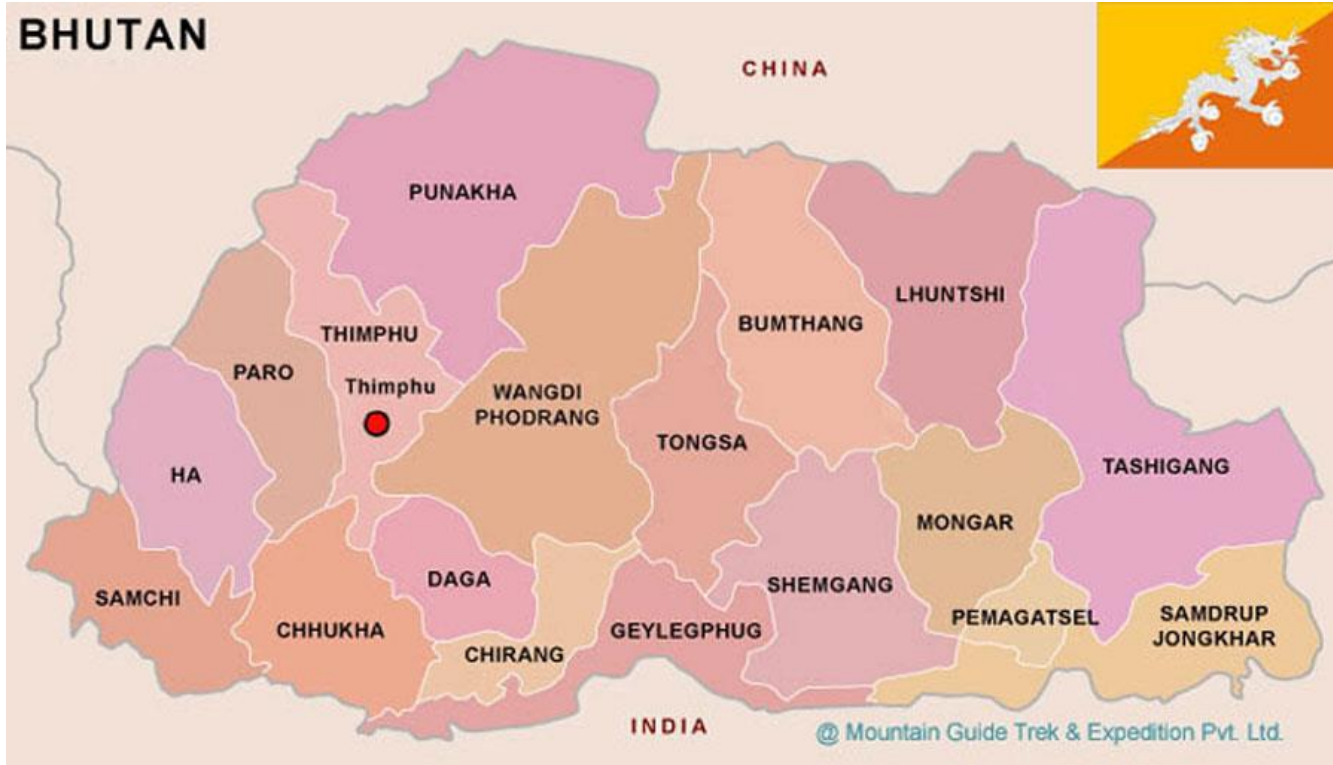 BHUTAN
CHINA
PUNAKHA
LHUNTSHI
BUMTHANG
THIMPHU
PARO
Thimphu
WANGDI
PHODRANG
TONGSA
TASHIGANG
HA
MONGAR
DAGA
SHEMGANG
SAMCHI
PEMAGATSEL
SAMDRUP
JONGKHAR
CHHUKHA
GEYLEGPHUG
CHIRANG
INDIA
@ Mountain Guide Trek & Expedition Pvt. Ltd.